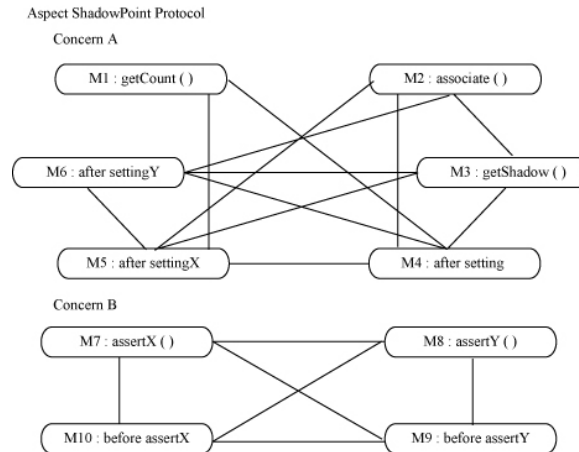 Aspect ShadowPoint Protocol
Concern A
M1 : getCount ( )
M2 : associate ( )
M6 : after settingY
M3 : getShadow ( )
M5 : after settingX
M4 : after setting
Concern B
M7 : assertX ( )
M8 : assertY ( )
M10 : before assertX
M9 : before assertY